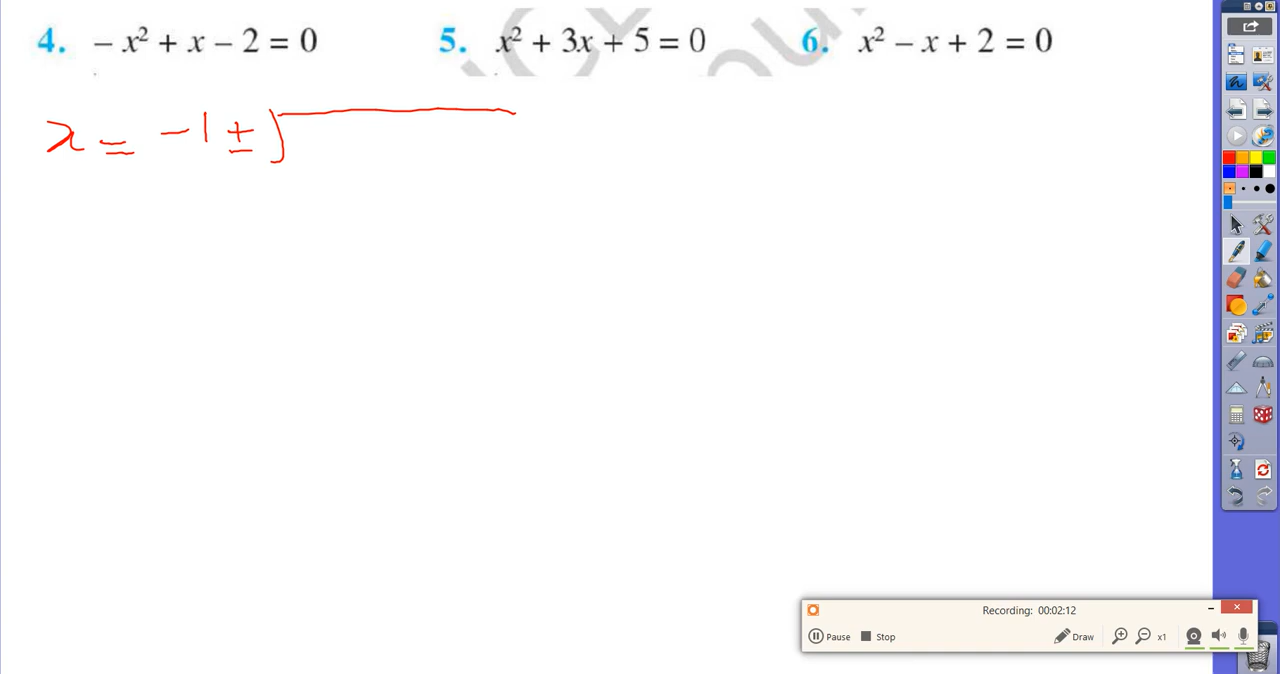 4. – x² + x – 2 = 0 5. x² + 3x + 5 = 0 6. x² – x + 2 = 0
x = -1 ± √
Recording: 00:02:12
Pause Stop Draw x1